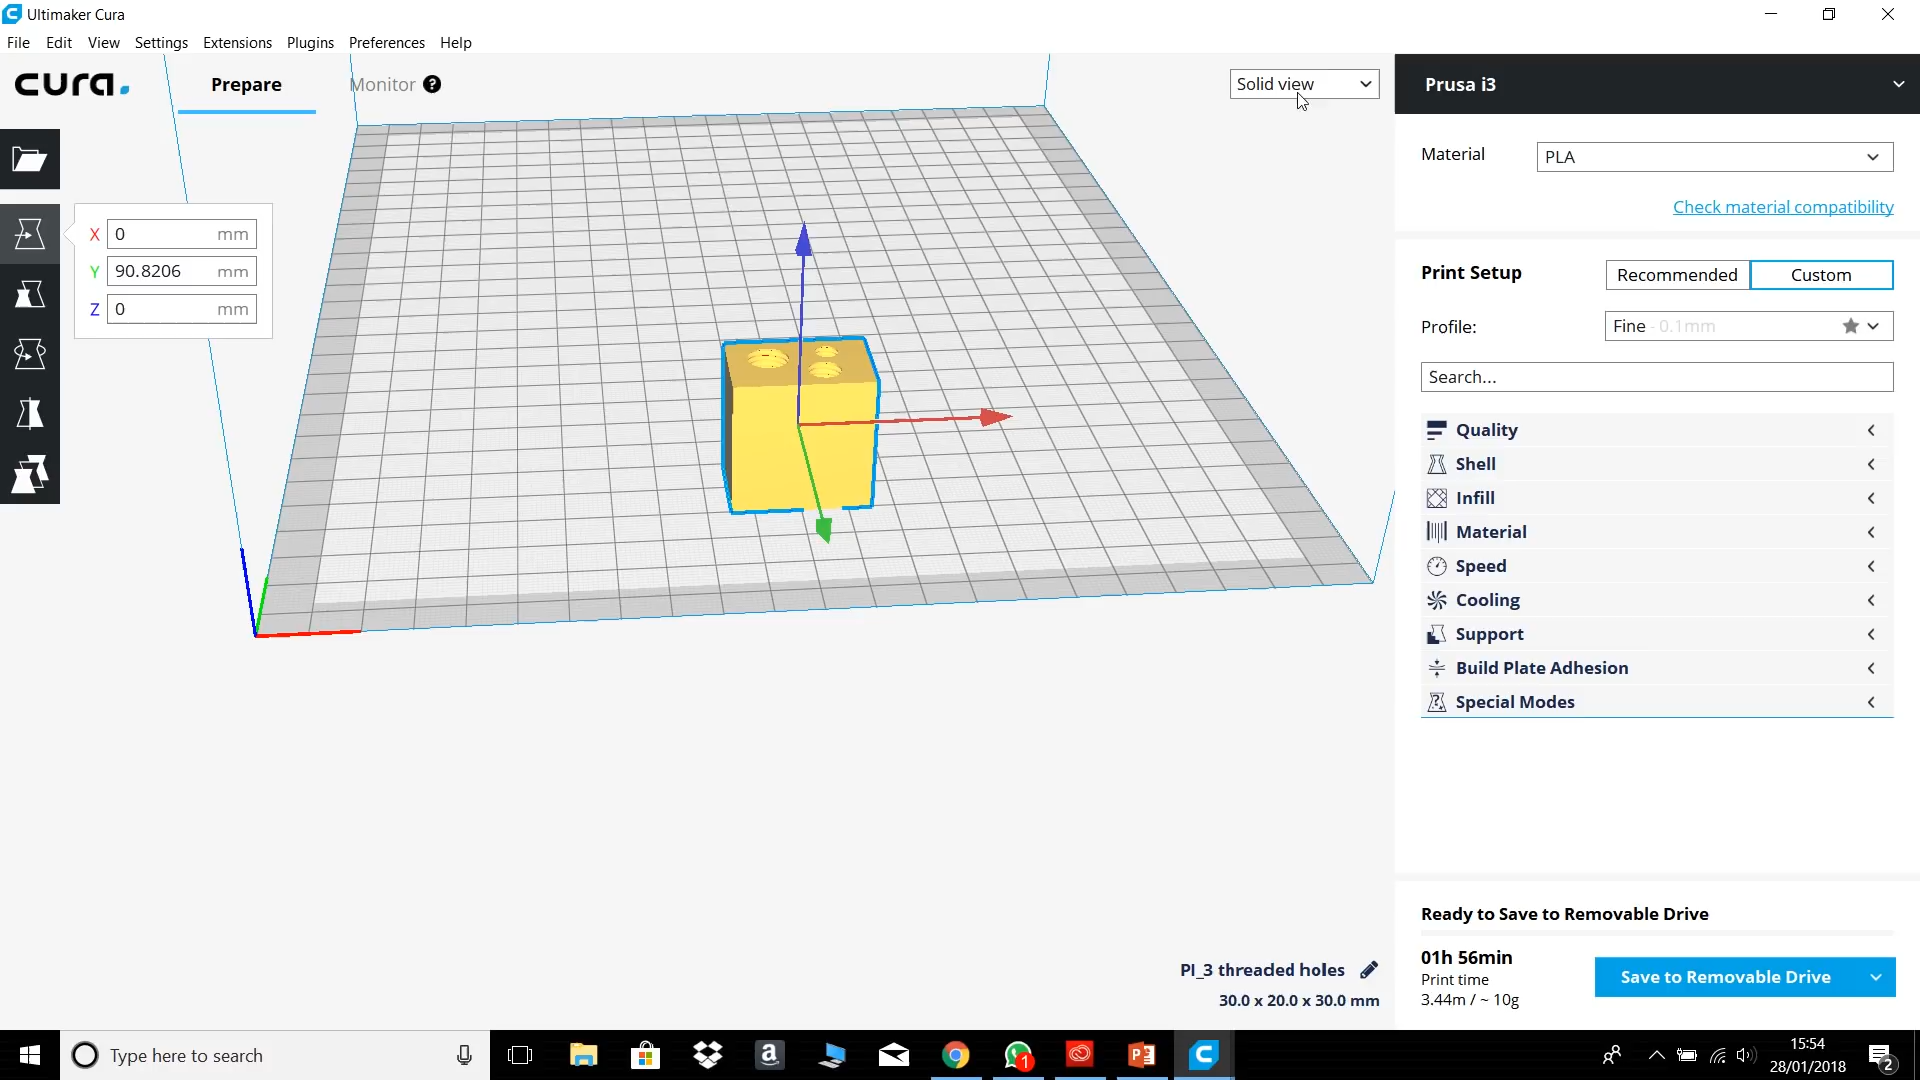 Ultimaker Cura
File Edit View Settings Extensions Plugins Preferences Help
cura.
Prepare
Monitor ?
Solid view
Prusa i3
Material
PLA
Check material compatibility
X 0 mm
Y 90.8206 mm
Z 0 mm
Print Setup
Recommended
Custom
Profile:
Fine - 0.1mm
Search...
Quality
Shell
Infill
Material
Speed
Cooling
Support
Build Plate Adhesion
Special Modes
Ready to Save to Removable Drive
01h 56min
Print time
3.44m / ~ 10g
Save to Removable Drive
PI_3 threaded holes
30.0 x 20.0 x 30.0 mm
Type here to search
1
15:54
28/01/2018
2